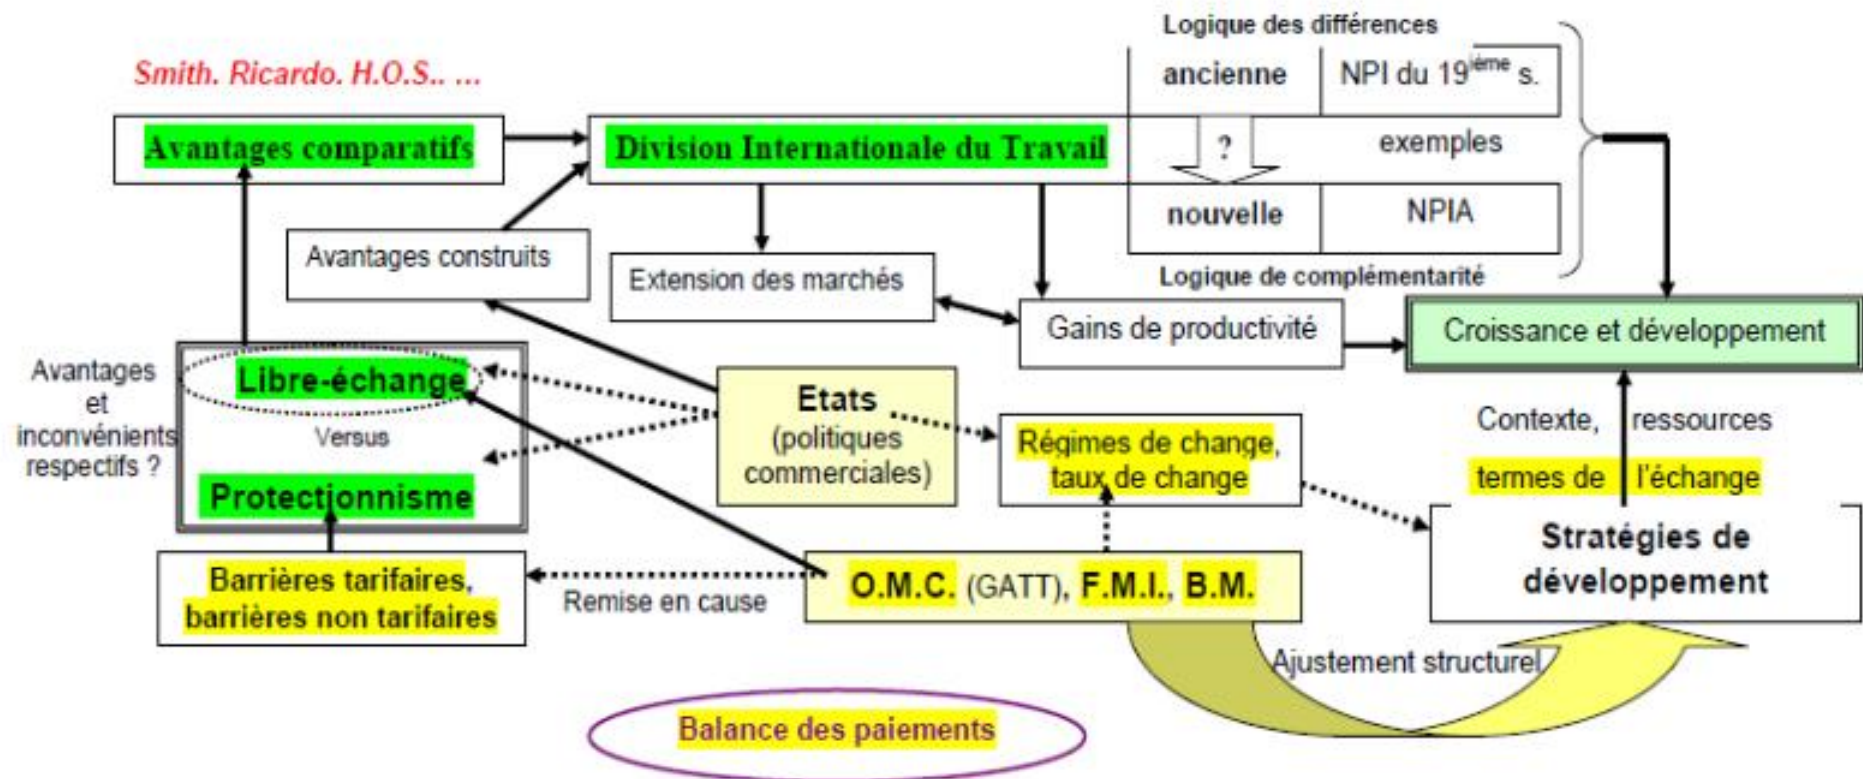 Logique des différences
Smith. Ricardo. H.O.S.. ...
ancienne
NPI du 19ième s.
Avantages comparatifs
Division Internationale du Travail
?
exemples
nouvelle
NPIA
Logique de complémentarité
Avantages construits
Extension des marchés
Gains de productivité
Croissance et développement
Avantages
et
inconvénients
respectifs ?
Libre-échange
Versus
Protectionnisme
Etats
(politiques
commerciales)
Régimes de change,
taux de change
Contexte, ressources
termes de l'échange
Stratégies de
développement
Barrières tarifaires,
barrières non tarifaires
Remise en cause
O.M.C. (GATT), F.M.I., B.M.
Ajustement structurel
Balance des paiements